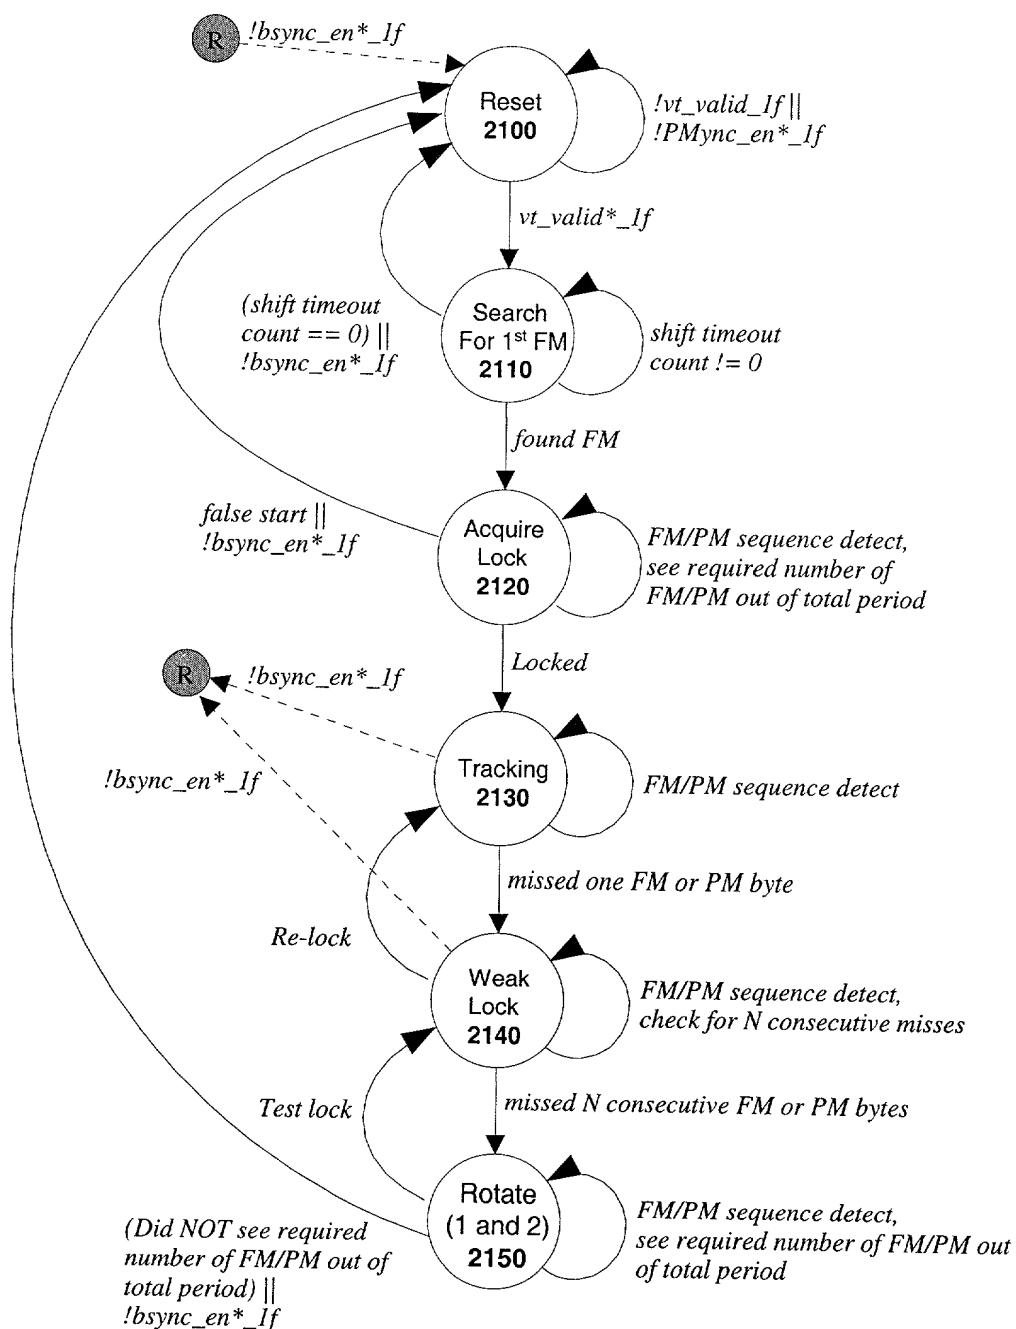 R
!bsync_en*_1f
Reset
2100
!vt_valid_1f ||
!PMync_en*_1f
vt_valid*_1f
(shift timeout
count == 0) ||
!bsync_en*_1f
Search
For 1st FM
2110
shift timeout
count != 0
found FM
false start ||
!bsync_en*_1f
Acquire
Lock
2120
FM/PM sequence detect,
see required number of
FM/PM out of total period
Locked
R
!bsync_en*_1f
!bsync_en*_1f
Tracking
2130
FM/PM sequence detect
missed one FM or PM byte
Re-lock
Weak
Lock
2140
FM/PM sequence detect,
check for N consecutive misses
Test lock
missed N consecutive FM or PM bytes
Rotate
(1 and 2)
2150
FM/PM sequence detect,
see required number of FM/PM out
of total period
(Did NOT see required
number of FM/PM out of
total period) ||
!bsync_en*_1f